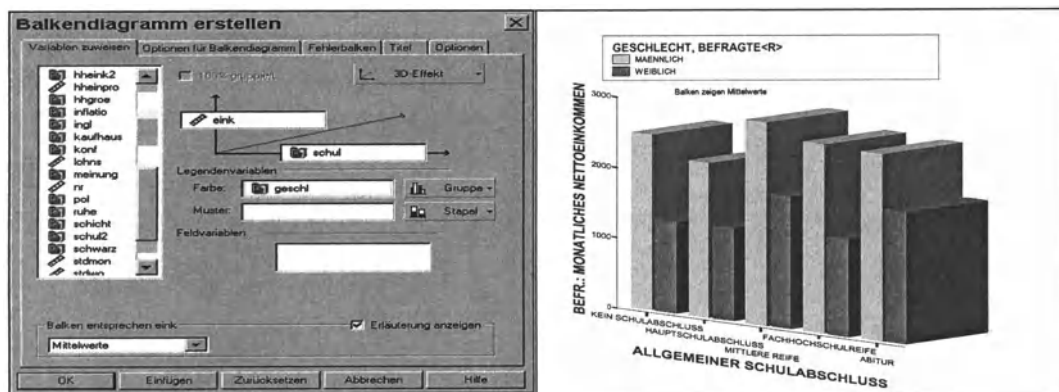 Balkendiagramm erstellen
Variablen zuweisen Optionen für Balkendiagramm Fehlerbalken Titel Optionen
hheink2
hheinpro
hhgroe
inflatio
ingl
kaufhaus
konf
lohns
meinung
nr
pol
ruhe
schicht
schul2
schwarz
stdmon
stdwo
100% gruppiert
3D-Effekt
eink
schul
Legendenvariablen
Farbe: geschl Gruppe
Muster: Stapel
Feldvariablen
Balken entsprechen eink
Erläuterung anzeigen
Mittelwerte
OK Einfügen Zurücksetzen Abbrechen Hilfe
GESCHLECHT, BEFRAGTE<R>
MAENNLICH
WEIBLICH
Balken zeigen Mittelwerte
BEFR.: MONATLICHES NETTOEINKOMMEN
3000
2000
1000
0
KEIN SCHULABSCHLUSS
HAUPTSCHULABSCHLUSS
MITTLERE REIFE
FACHHOCHSCHULREIFE
ABITUR
ALLGEMEINER SCHULABSCHLUSS